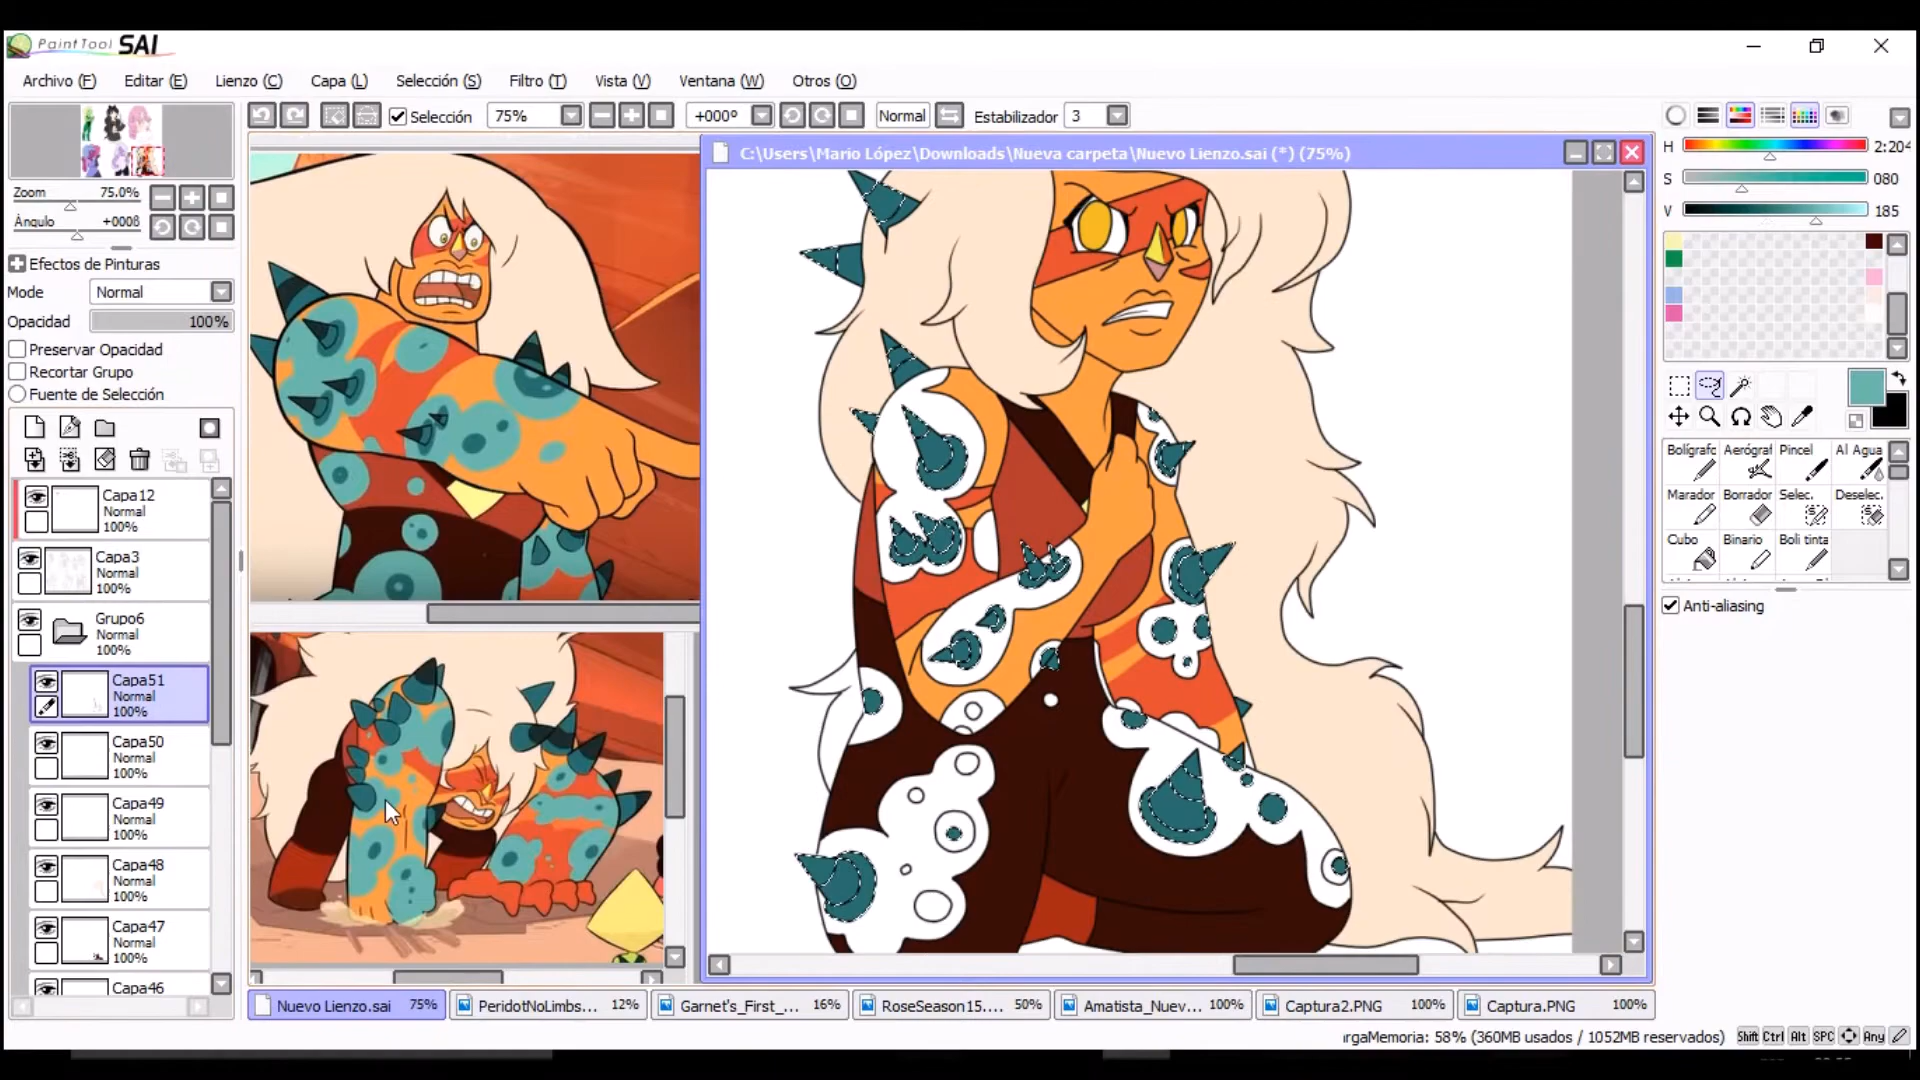 PaintTool SAI
Archivo (F) Editar (E) Lienzo (C) Capa (L) Selección (S) Filtro (T) Vista (V) Ventana (W) Otros (O)
Selección 75% +000º Normal Estabilizador 3
C:\Users\Mario López\Downloads\Nueva carpeta\Nuevo Lienzo.sai (*) (75%)
Zoom 75.0%
Ángulo +000ß
Efectos de Pinturas
Mode Normal
Opacidad 100%
Preservar Opacidad
Recortar Grupo
Fuente de Selección
Capa12
Normal
100%
Capa3
Normal
100%
Grupo6
Normal
100%
Capa51
Normal
100%
Capa50
Normal
100%
Capa49
Normal
100%
Capa48
Normal
100%
Capa47
Normal
100%
Capa46
H 2:204
S 080
V 185
Bolígrafc Aerógraf Pincel Al Agua
Marador Borrador Selec. Deselec.
Cubo Binario Boli tinta
Anti-aliasing
Nuevo Lienzo.sai 75% PeridotNoLimbs... 12% Garnet's_First_... 16% RoseSeason15.... 50% Amatista_Nuev... 100% Captura2.PNG 100% Captura.PNG 100%
ırgaMemoria: 58% (360MB usados / 1052MB reservados) Shift Ctrl Alt SPC Any